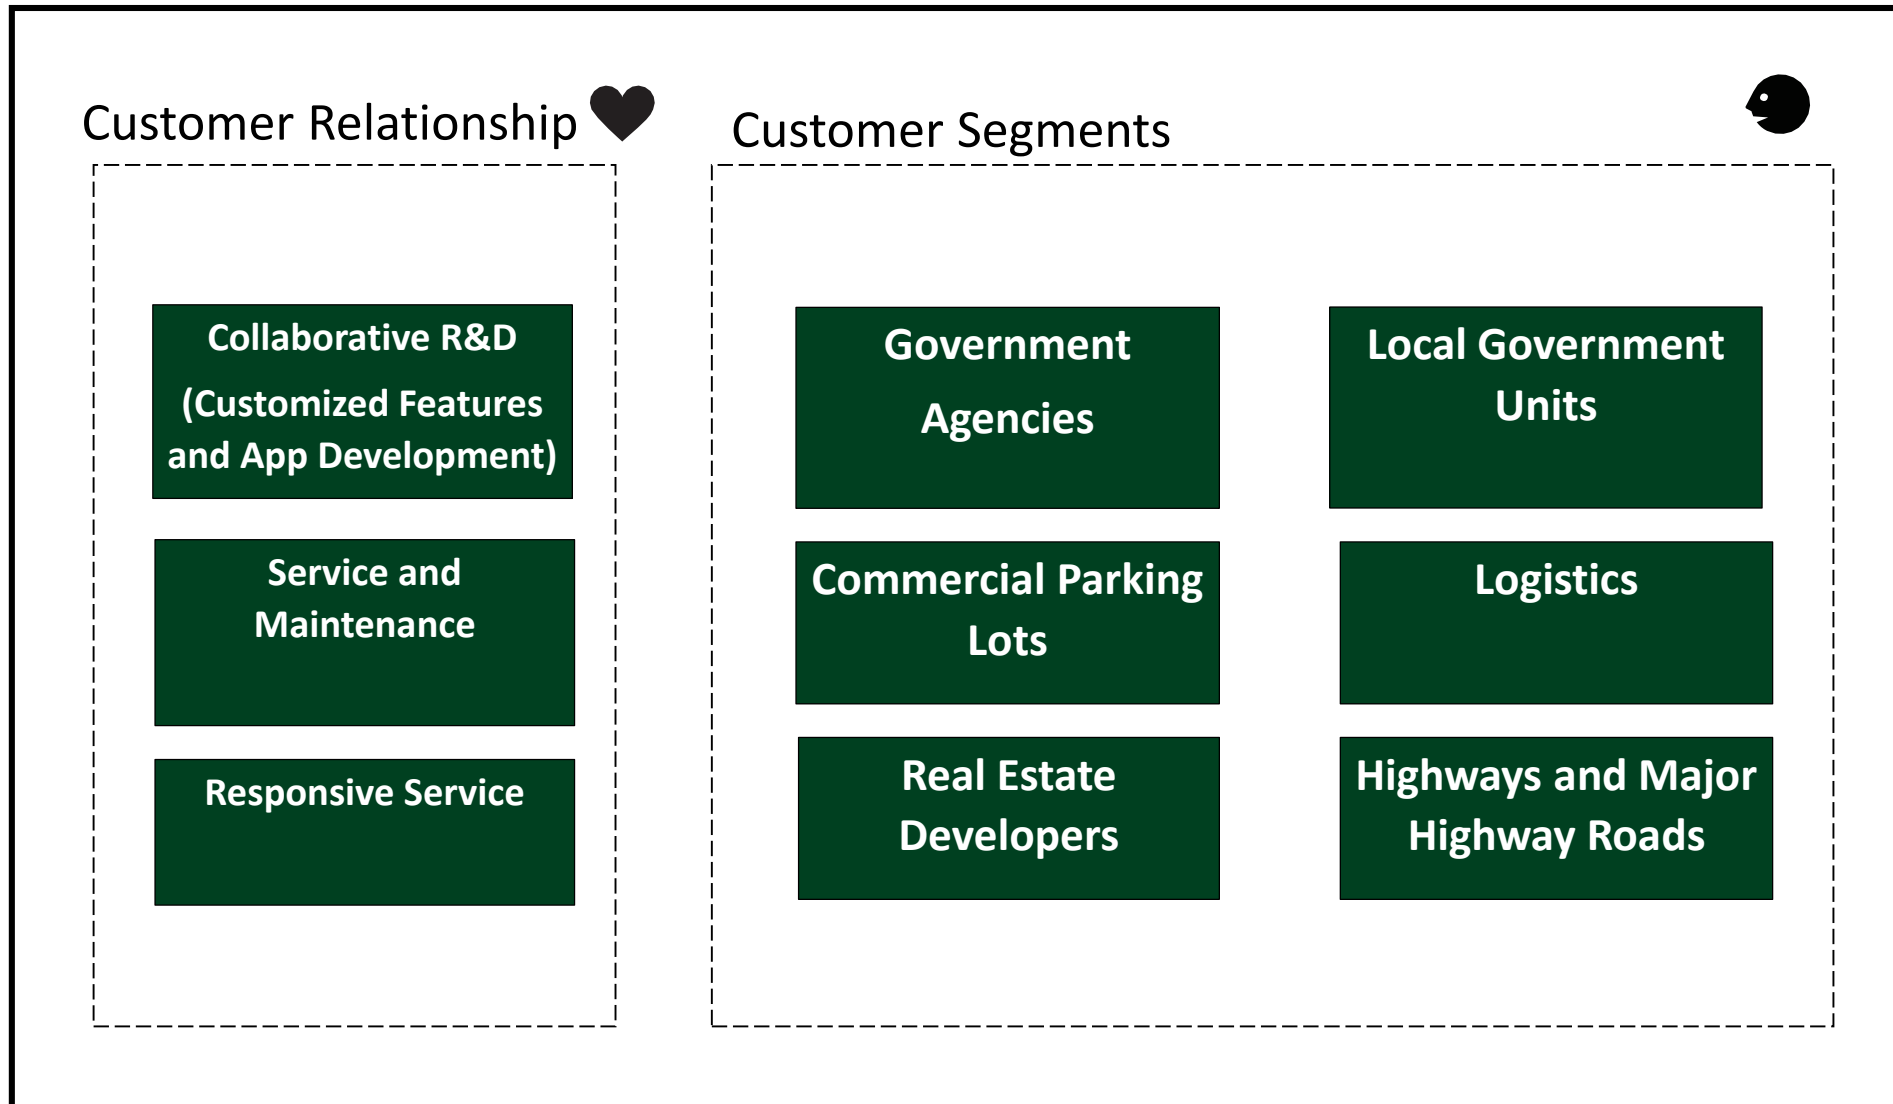 Customer Relationship
Collaborative R&D
(Customized Features
and App Development)
Service and
Maintenance
Responsive Service
Customer Segments
Government
Agencies
Local Government
Units
Commercial Parking
Lots
Logistics
Real Estate
Developers
Highways and Major
Highway Roads